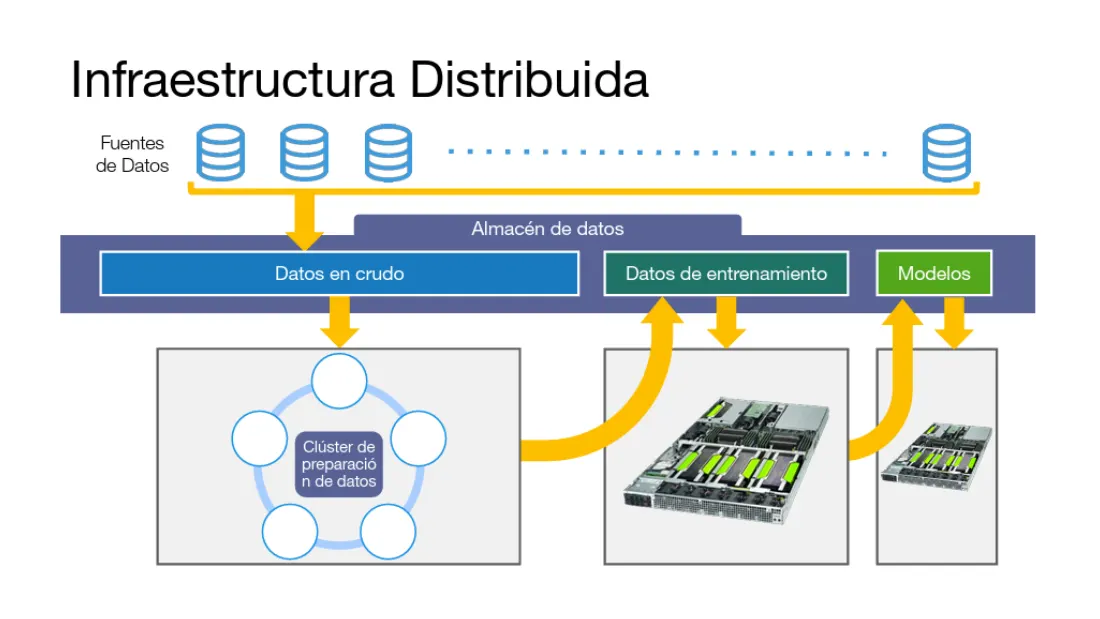 Infraestructura Distribuida
Fuentes
de Datos
Almacén de datos
Datos en crudo
Datos de entrenamiento
Modelos
Clúster de
preparació
n de datos